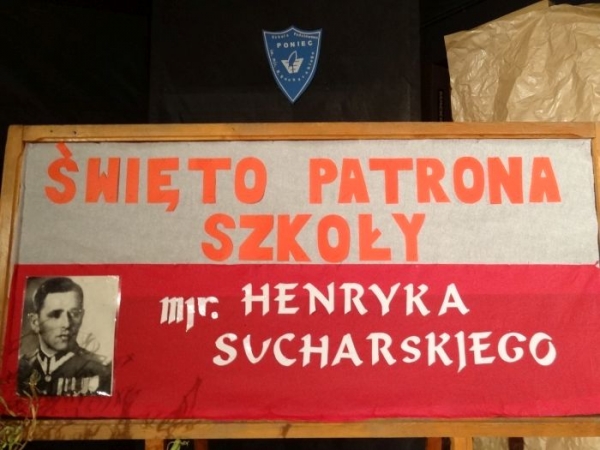 PONIEC
ŚWIĘTO PATRONA
SZKOŁY
mjr. HENRYKA
SUCHARSKIEGO